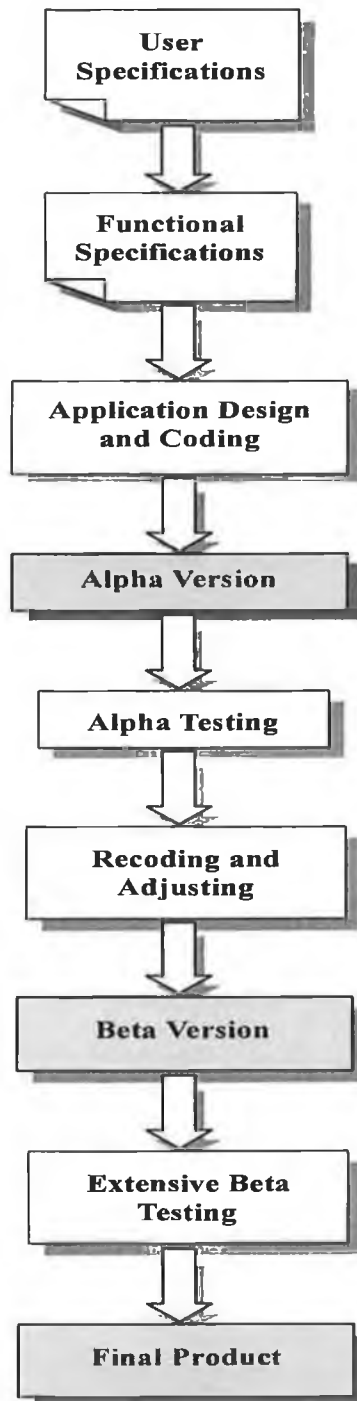 User
Specifications
Functional
Specifications
Application Design
and Coding
Alpha Version
Alpha Testing
Recoding and
Adjusting
Beta Version
Extensive Beta
Testing
Final Product